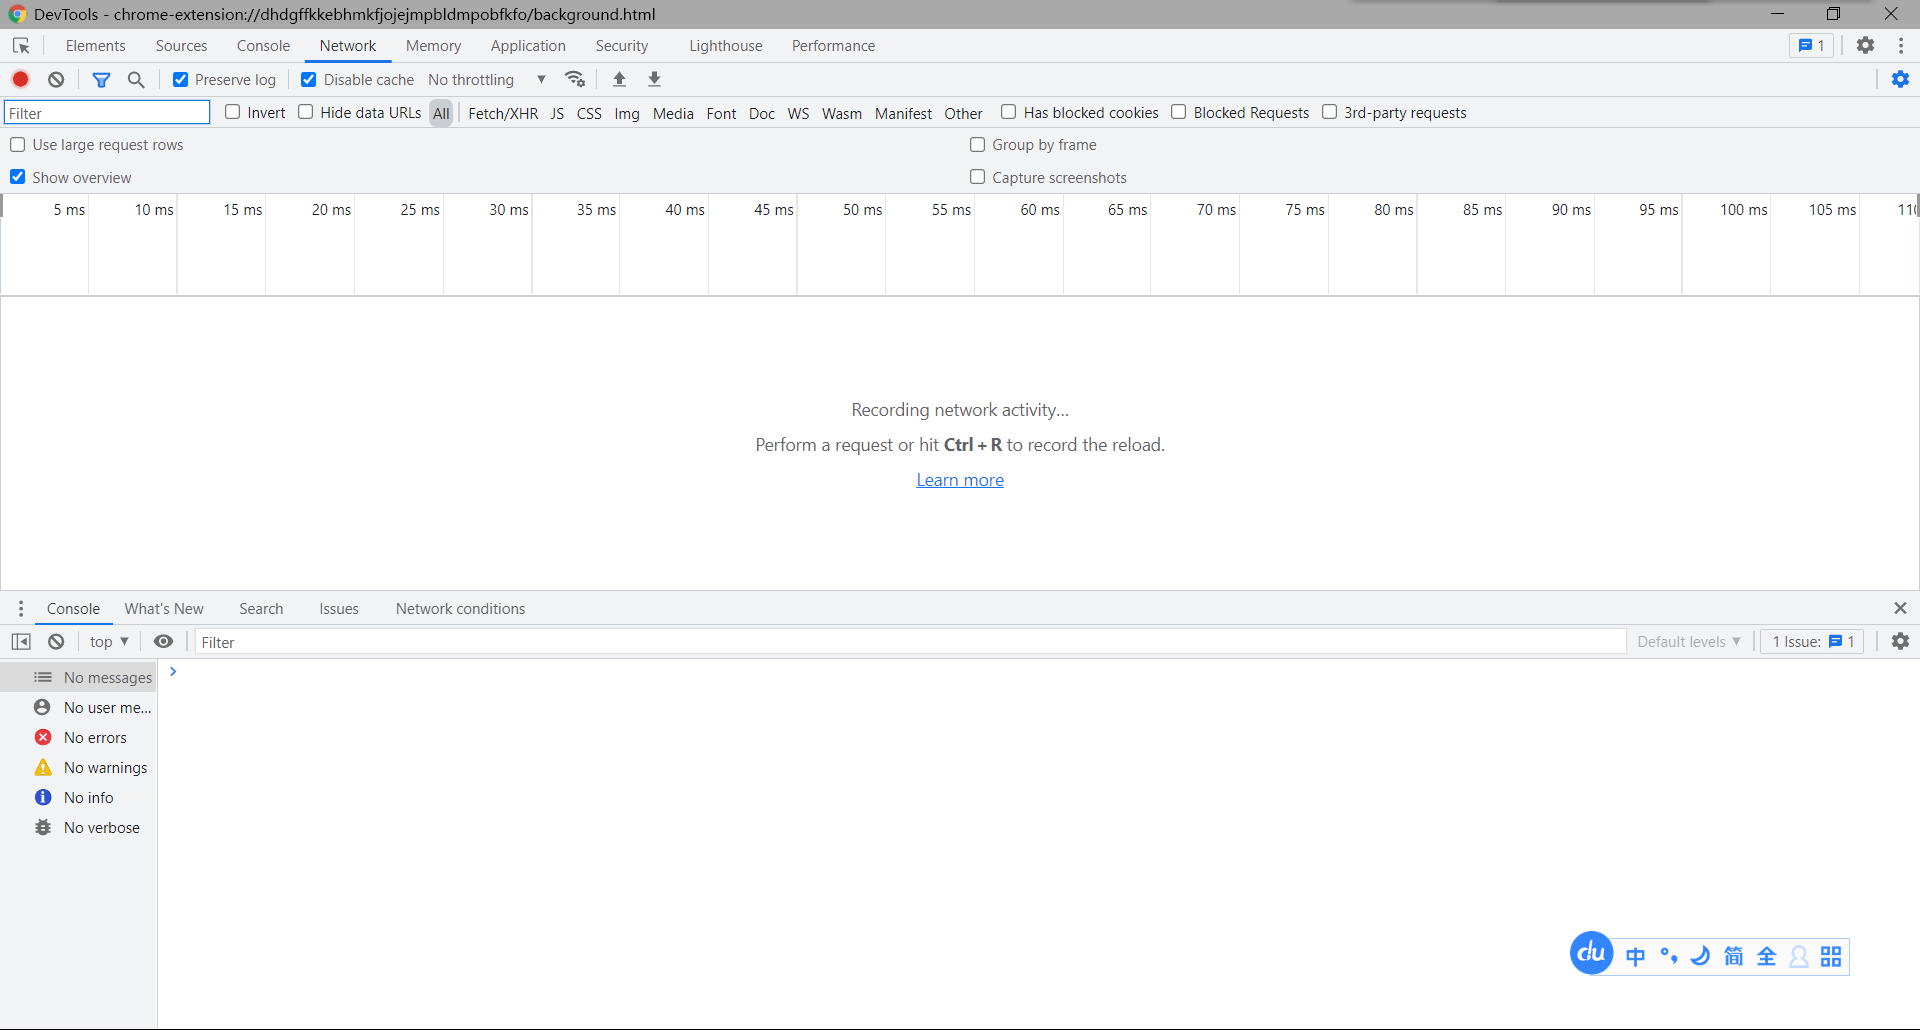 DevTools - chrome-extension://dhdgffkkebhmkfjojejmpbldmpobfkfo/background.html
Elements Sources Console Network Memory Application Security Lighthouse Performance 1
Preserve log Disable cache No throttling
Filter Invert Hide data URLs All Fetch/XHR JS CSS Img Media Font Doc WS Wasm Manifest Other Has blocked cookies Blocked Requests 3rd-party requests
Use large request rows Group by frame
Show overview Capture screenshots
5 ms 10 ms 15 ms 20 ms 25 ms 30 ms 35 ms 40 ms 45 ms 50 ms 55 ms 60 ms 65 ms 70 ms 75 ms 80 ms 85 ms 90 ms 95 ms 100 ms 105 ms
Recording network activity...
Perform a request or hit Ctrl + R to record the reload.
Learn more
Console What's New Search Issues Network conditions
top Filter Default levels 1 Issue: 1
No messages
No user me...
No errors
No warnings
No info
No verbose
du 中 简 全